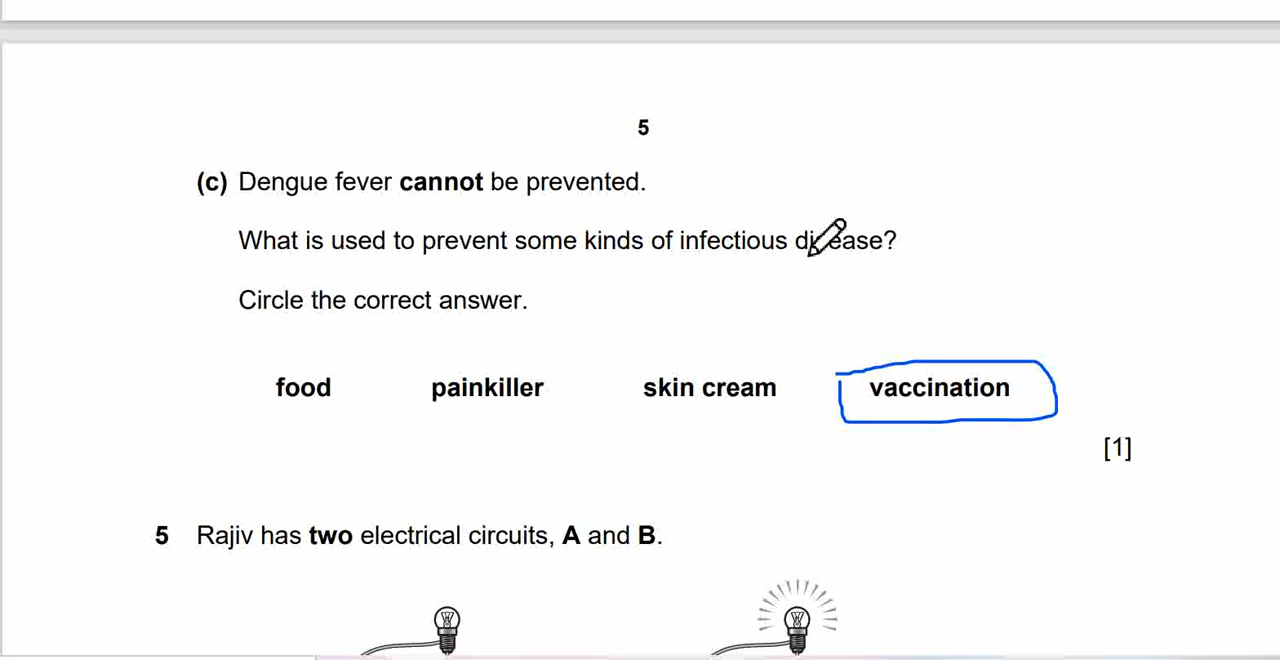 5
(c) Dengue fever cannot be prevented.
What is used to prevent some kinds of infectious disease?
Circle the correct answer.
food painkiller skin cream vaccination
[1]
5 Rajiv has two electrical circuits, A and B.